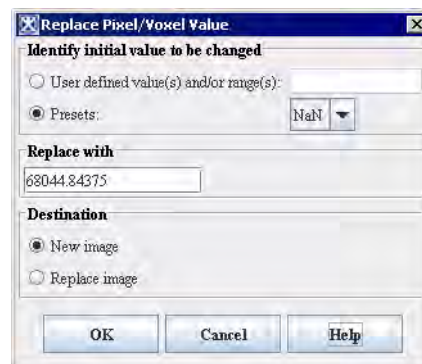 Replace Pixel/Voxel Value
Identify initial value to be changed
User defined value(s) and/or range(s):
Presets: NaN
Replace with
68044.84375
Destination
New image
Replace image
OK Cancel Help